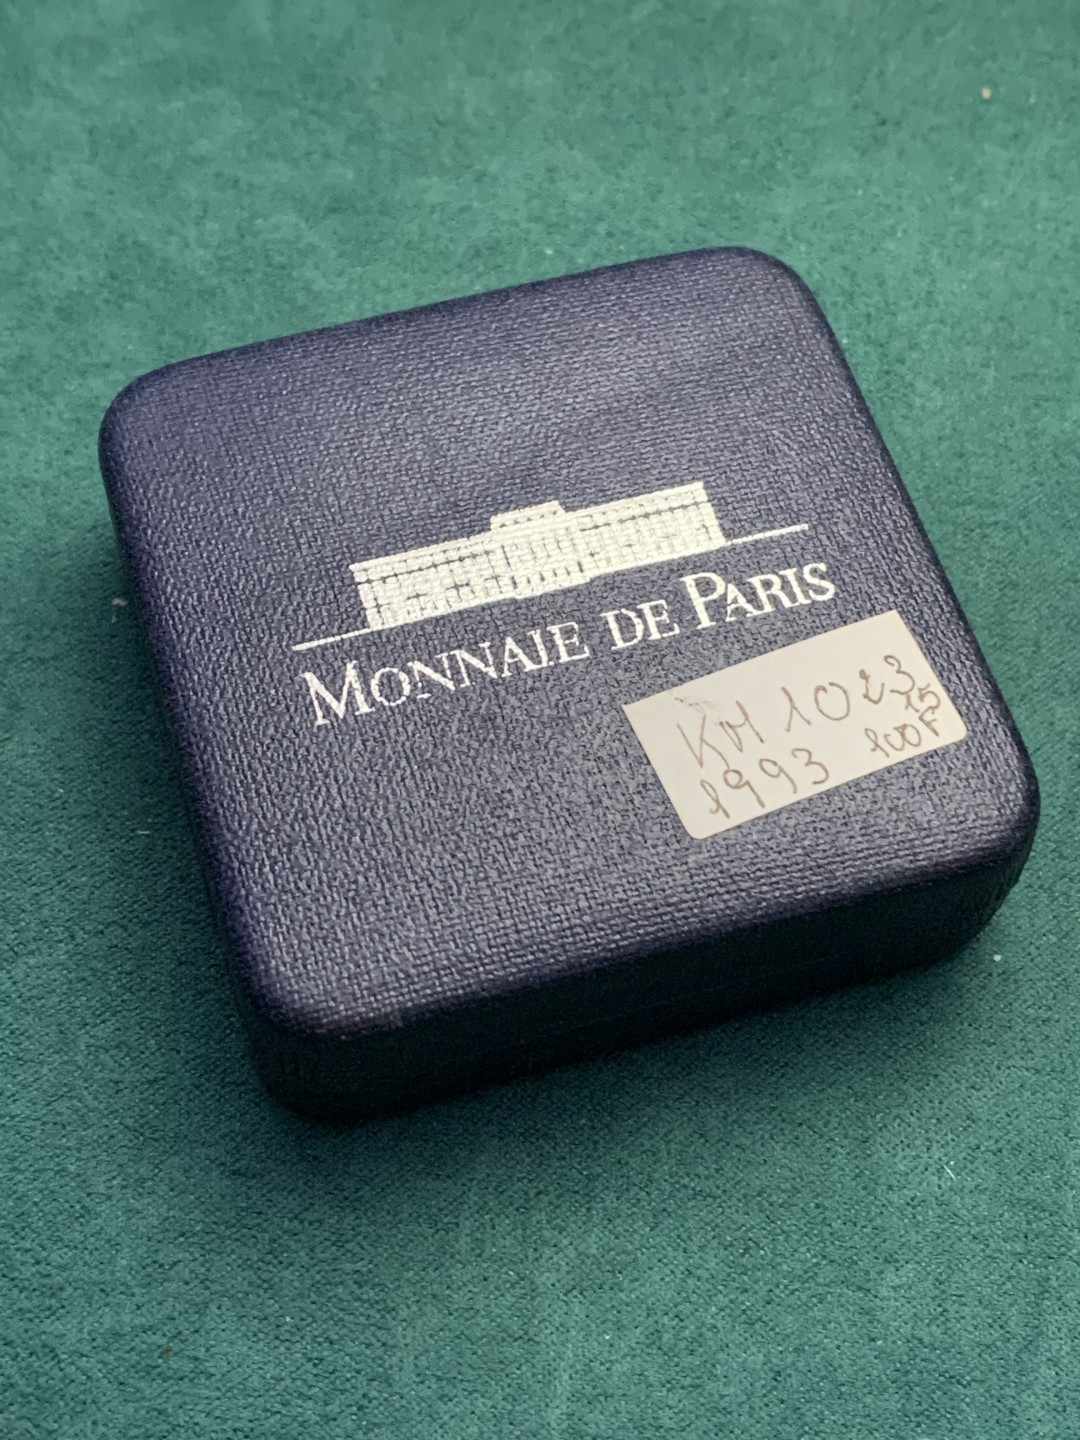 MONNAIE DE PARIS
KM 1023
15
1993 100F